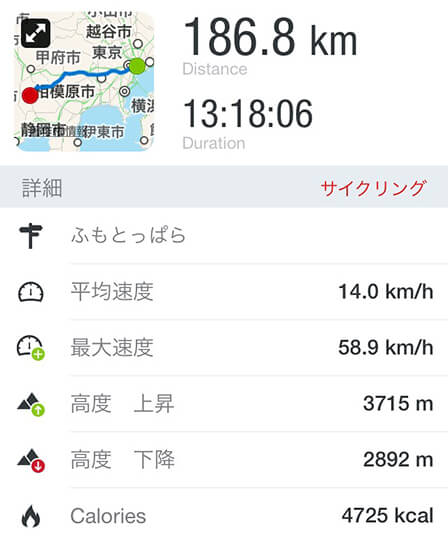 186.8 km
Distance
13:18:06
Duration
越谷市
東京
甲府市
相模原市
横浜
静岡市
伊東市
詳細
サイクリング
ふもとっぱら
平均速度
14.0 km/h
最大速度
58.9 km/h
高度　上昇
3715 m
高度　下降
2892 m
Calories
4725 kcal